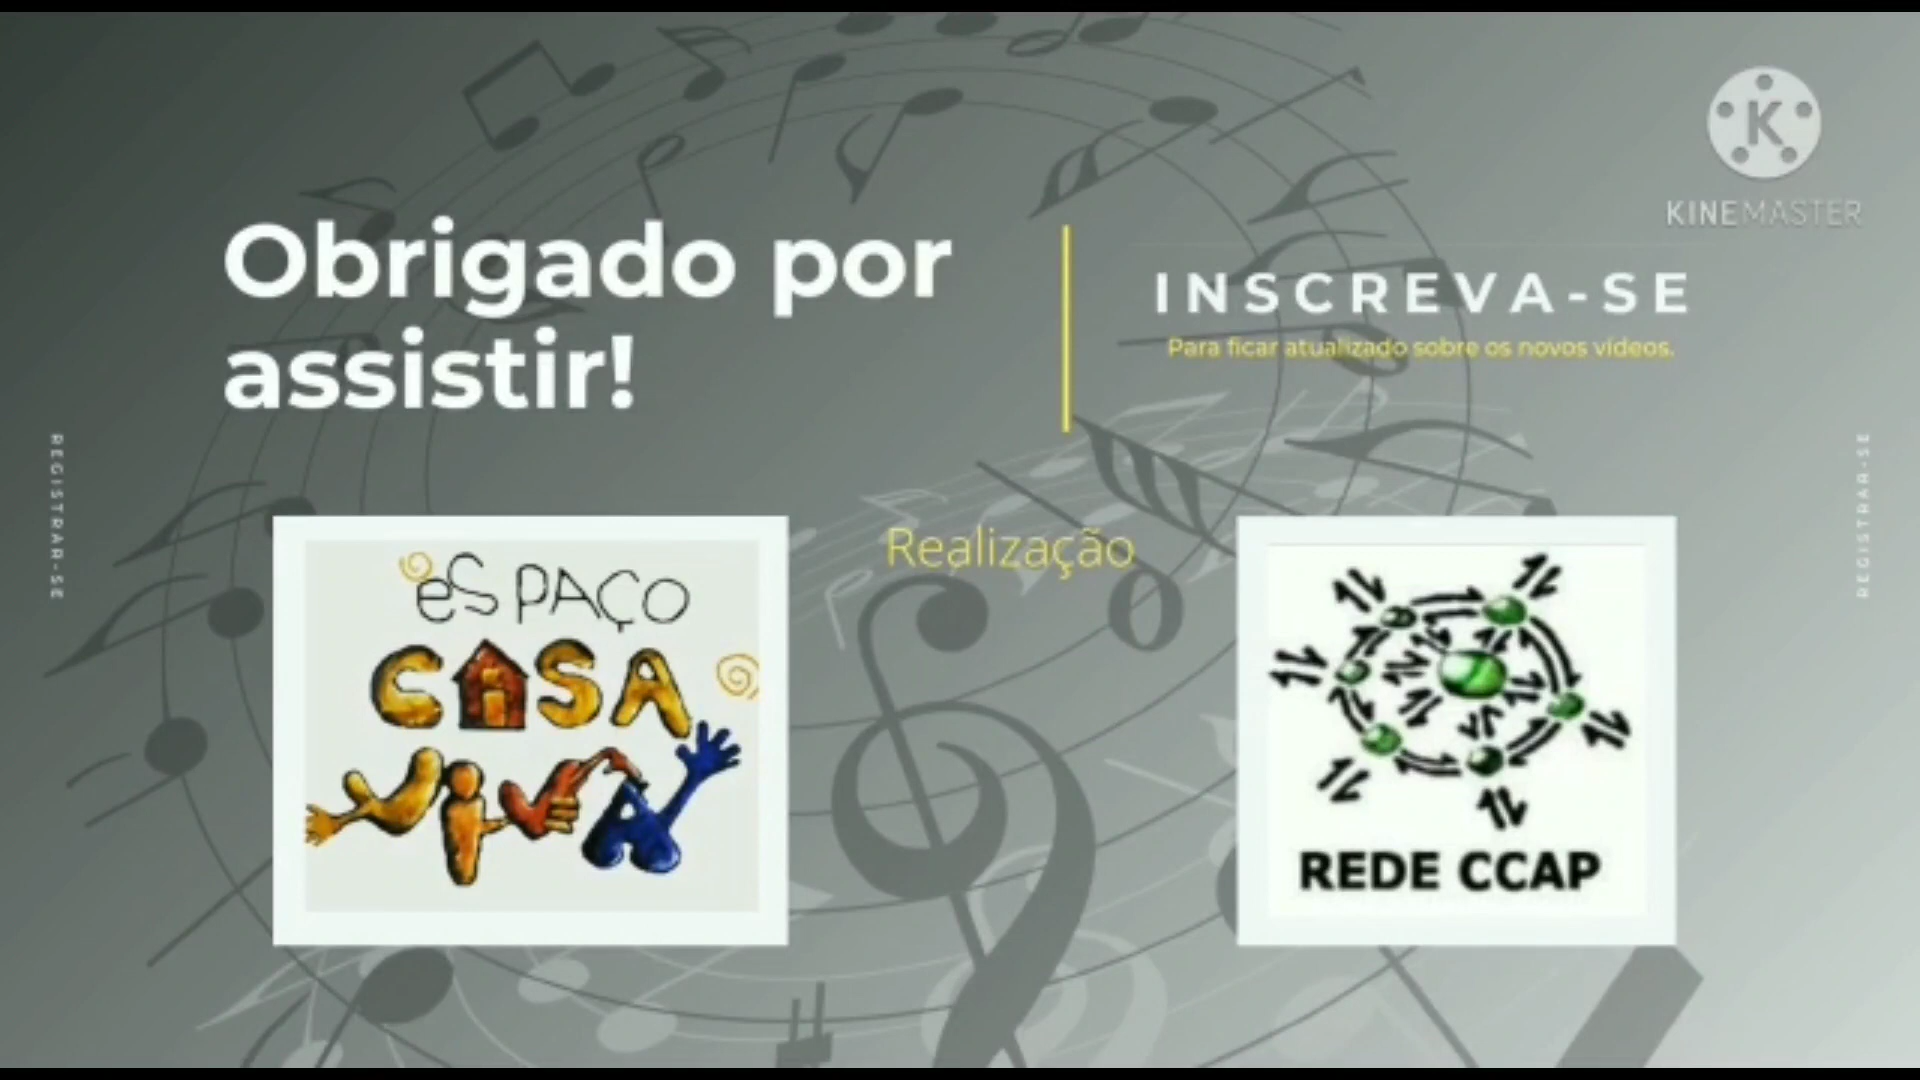 Obrigado por
assistir!
INSCREVA-SE
Para ficar atualizado sobre os novos vídeos.
K
KINEMASTER
REGISTRAR-SE
REGISTRAR-SE
Realização
eSPAÇO
CASA
ViVA
REDE CCAP